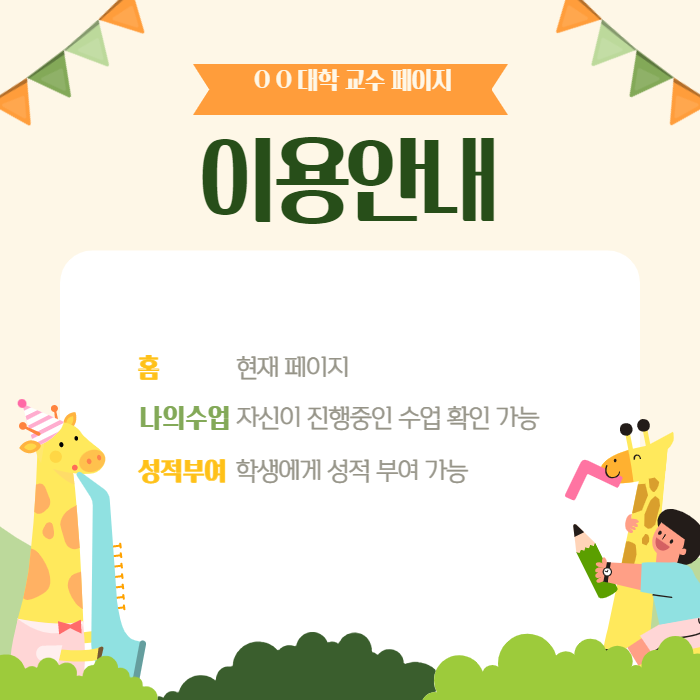 O O 대학 교수 페이지
이용안내
홈 현재 페이지
나의수업 자신이 진행중인 수업 확인 가능
성적부여 학생에게 성적 부여 가능